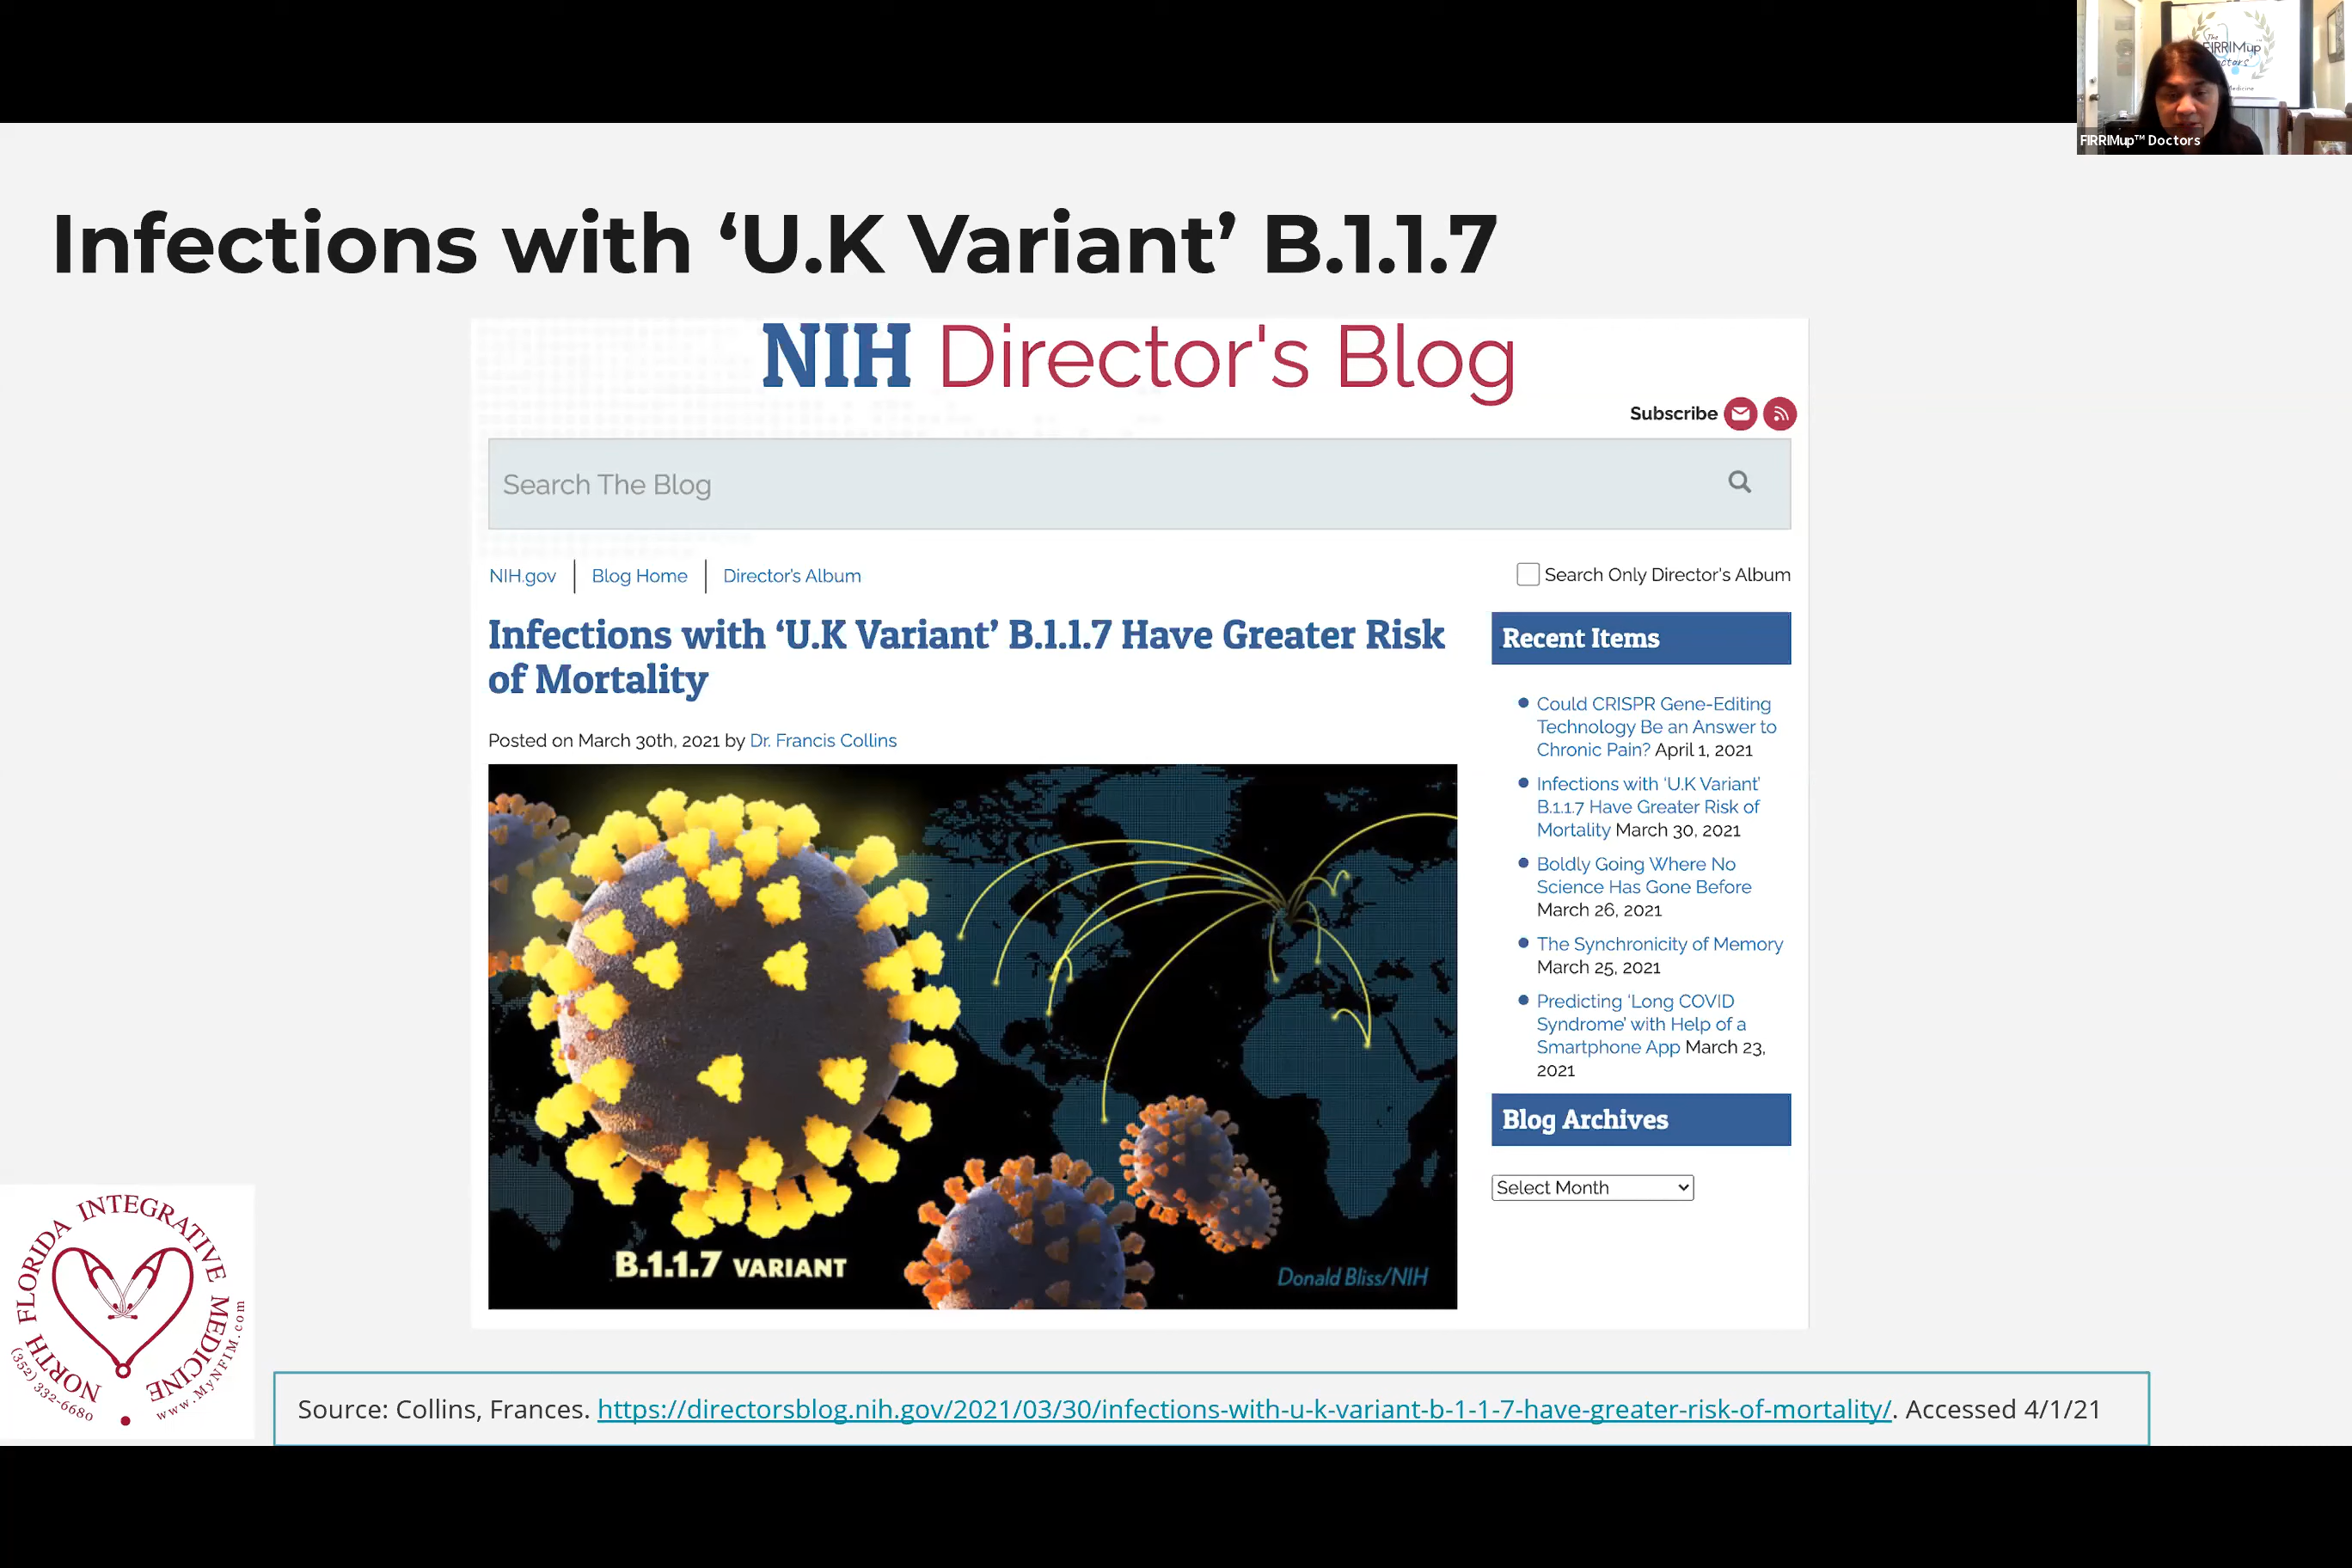 The
FIRRIMup
Doctors
Medicine
FIRRIMup™ Doctors
Infections with ‘U.K Variant’ B.1.1.7
NIH Director's Blog
Subscribe
Search The Blog
NIH.gov
Blog Home
Director's Album
Search Only Director's Album
Infections with ‘U.K Variant’ B.1.1.7 Have Greater Risk
of Mortality
Posted on March 30th, 2021 by Dr. Francis Collins
B.1.1.7 VARIANT
Donald Bliss/NIH
Recent Items
Could CRISPR Gene-Editing
Technology Be an Answer to
Chronic Pain? April 1, 2021
Infections with ‘U.K Variant’
B.1.1.7 Have Greater Risk of
Mortality March 30, 2021
Boldly Going Where No
Science Has Gone Before
March 26, 2021
The Synchronicity of Memory
March 25, 2021
Predicting ‘Long COVID
Syndrome’ with Help of a
Smartphone App March 23,
2021
Blog Archives
Select Month
NORTH FLORIDA INTEGRATIVE MEDICINE
(352) 332-6680
www.MyNFIM.com
Source: Collins, Frances. https://directorsblog.nih.gov/2021/03/30/infections-with-u-k-variant-b-1-1-7-have-greater-risk-of-mortality/. Accessed 4/1/21